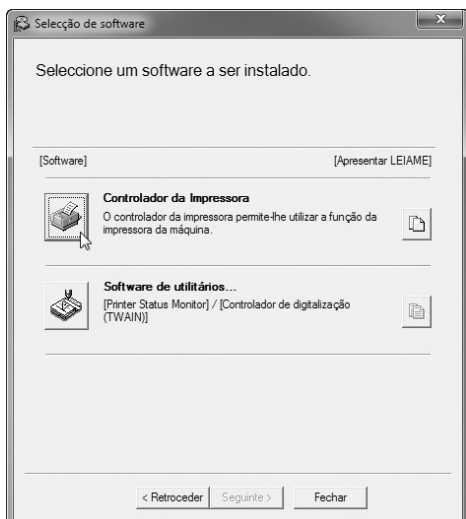 Selecção de software
Seleccione um software a ser instalado.
[Software] [Apresentar LEIAME]
Controlador da Impressora
O controlador da impressora permite-lhe utilizar a função da
impressora da máquina.
Software de utilitários...
[Printer Status Monitor] / [Controlador de digitalização
(TWAIN)]
< Retroceder Seguinte > Fechar